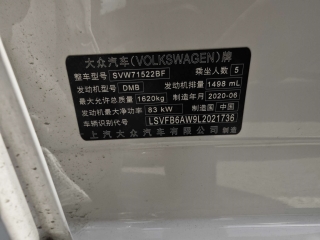 大众汽车(VOLKSWAGEN)牌
整车型号 SVW71522BF 乘坐人数 5
发动机型号 DMB 发动机排量 1498 mL
最大允许总质量 1620kg 制造年月 2020-06
最大净功率 83 kW 制造国 中国
车辆识别代号 LSVFB6AW9L2021736
上汽大众汽车有限公司 制造